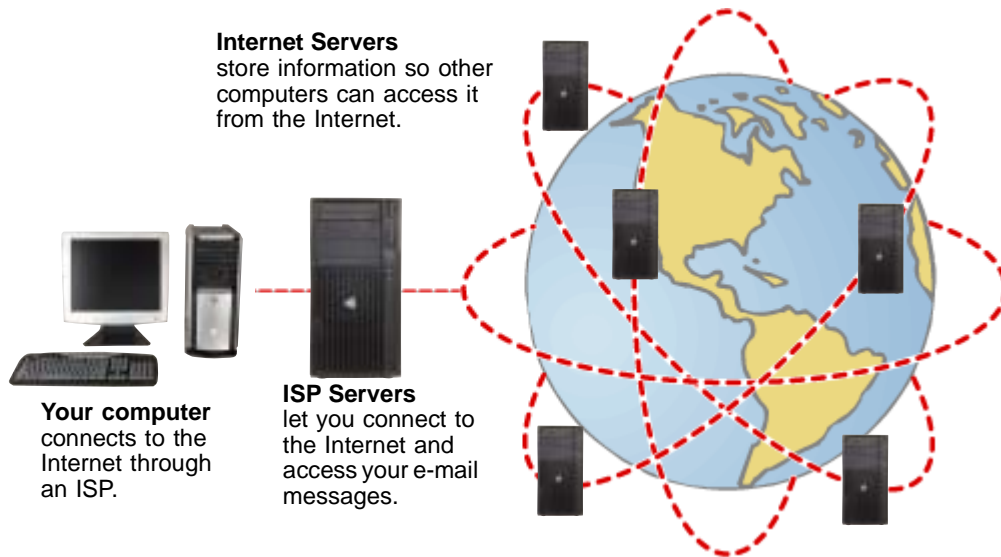 Internet Servers
store information so other
computers can access it
from the Internet.
Your computer
connects to the
Internet through
an ISP.
ISP Servers
let you connect to
the Internet and
access your e-mail
messages.